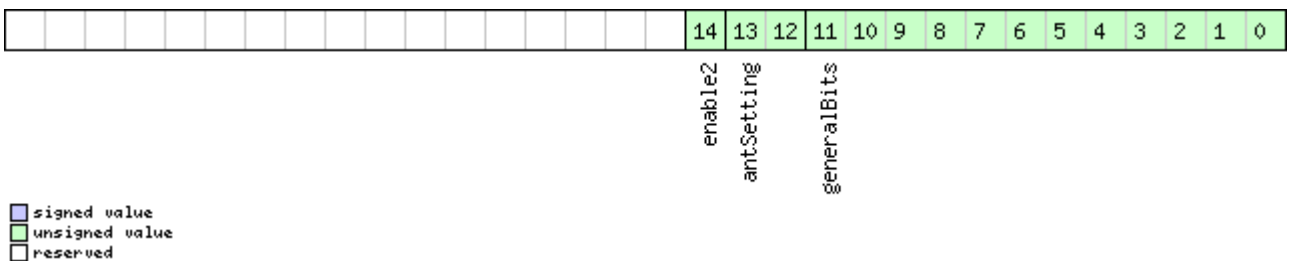 14 13 12 11 10 9 8 7 6 5 4 3 2 1 0
enable2
antSetting
generalBits
signed value
unsigned value
reserved